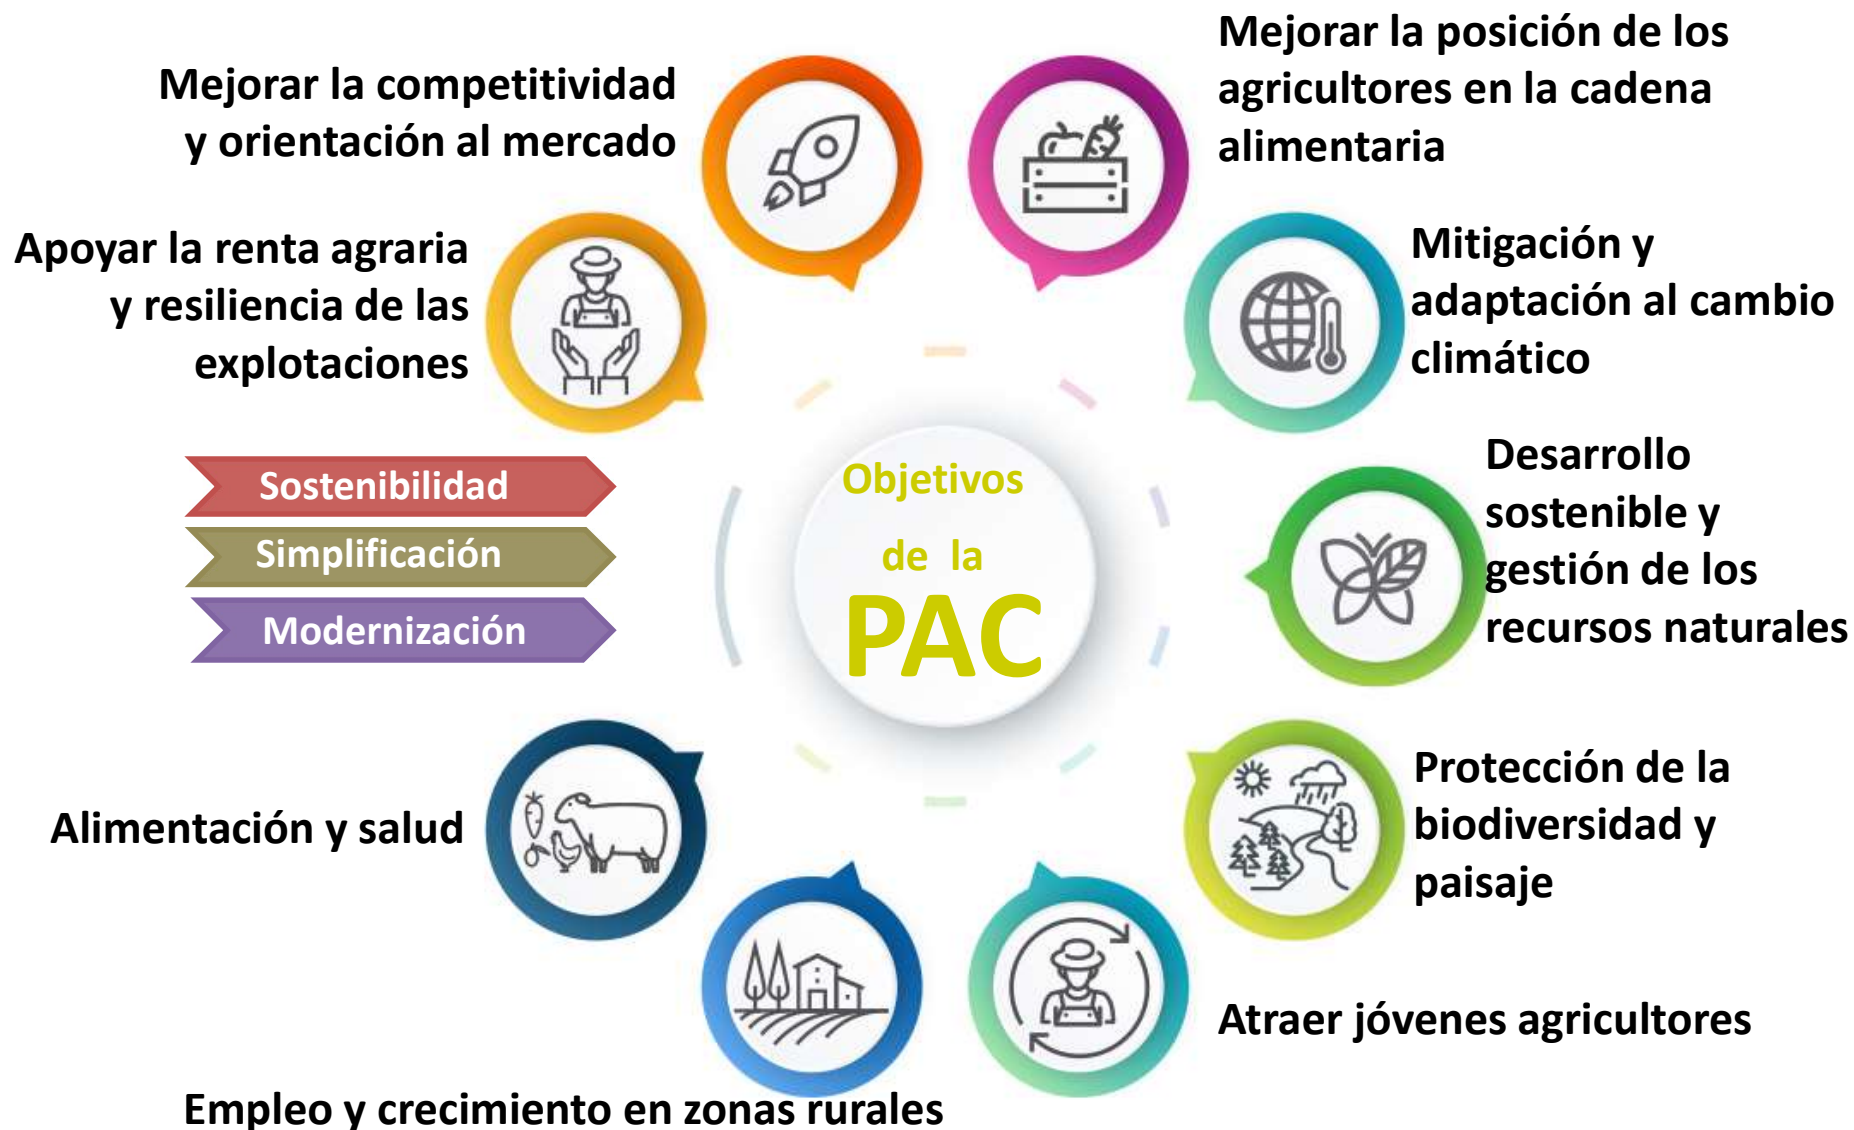 Mejorar la competitividad
y orientación al mercado
Mejorar la posición de los
agricultores en la cadena
alimentaria
Apoyar la renta agraria
y resiliencia de las
explotaciones
Mitigación y
adaptación al cambio
climático
Sostenibilidad
Simplificación
Modernización
Objetivos
de la
PAC
Desarrollo
sostenible y
gestión de los
recursos naturales
Alimentación y salud
Protección de la
biodiversidad y
paisaje
Atraer jóvenes agricultores
Empleo y crecimiento en zonas rurales